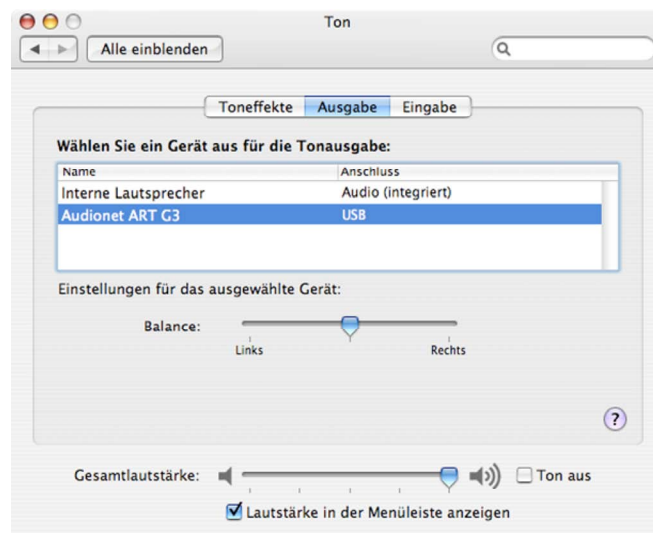 Ton
Alle einblenden
Toneffekte Ausgabe Eingabe
Wählen Sie ein Gerät aus für die Tonausgabe:
Name Anschluss
Interne Lautsprecher Audio (integriert)
Audionet ART G3 USB
Einstellungen für das ausgewählte Gerät:
Balance:
Links Rechts
?
Gesamtlautstärke: Ton aus
Lautstärke in der Menüleiste anzeigen